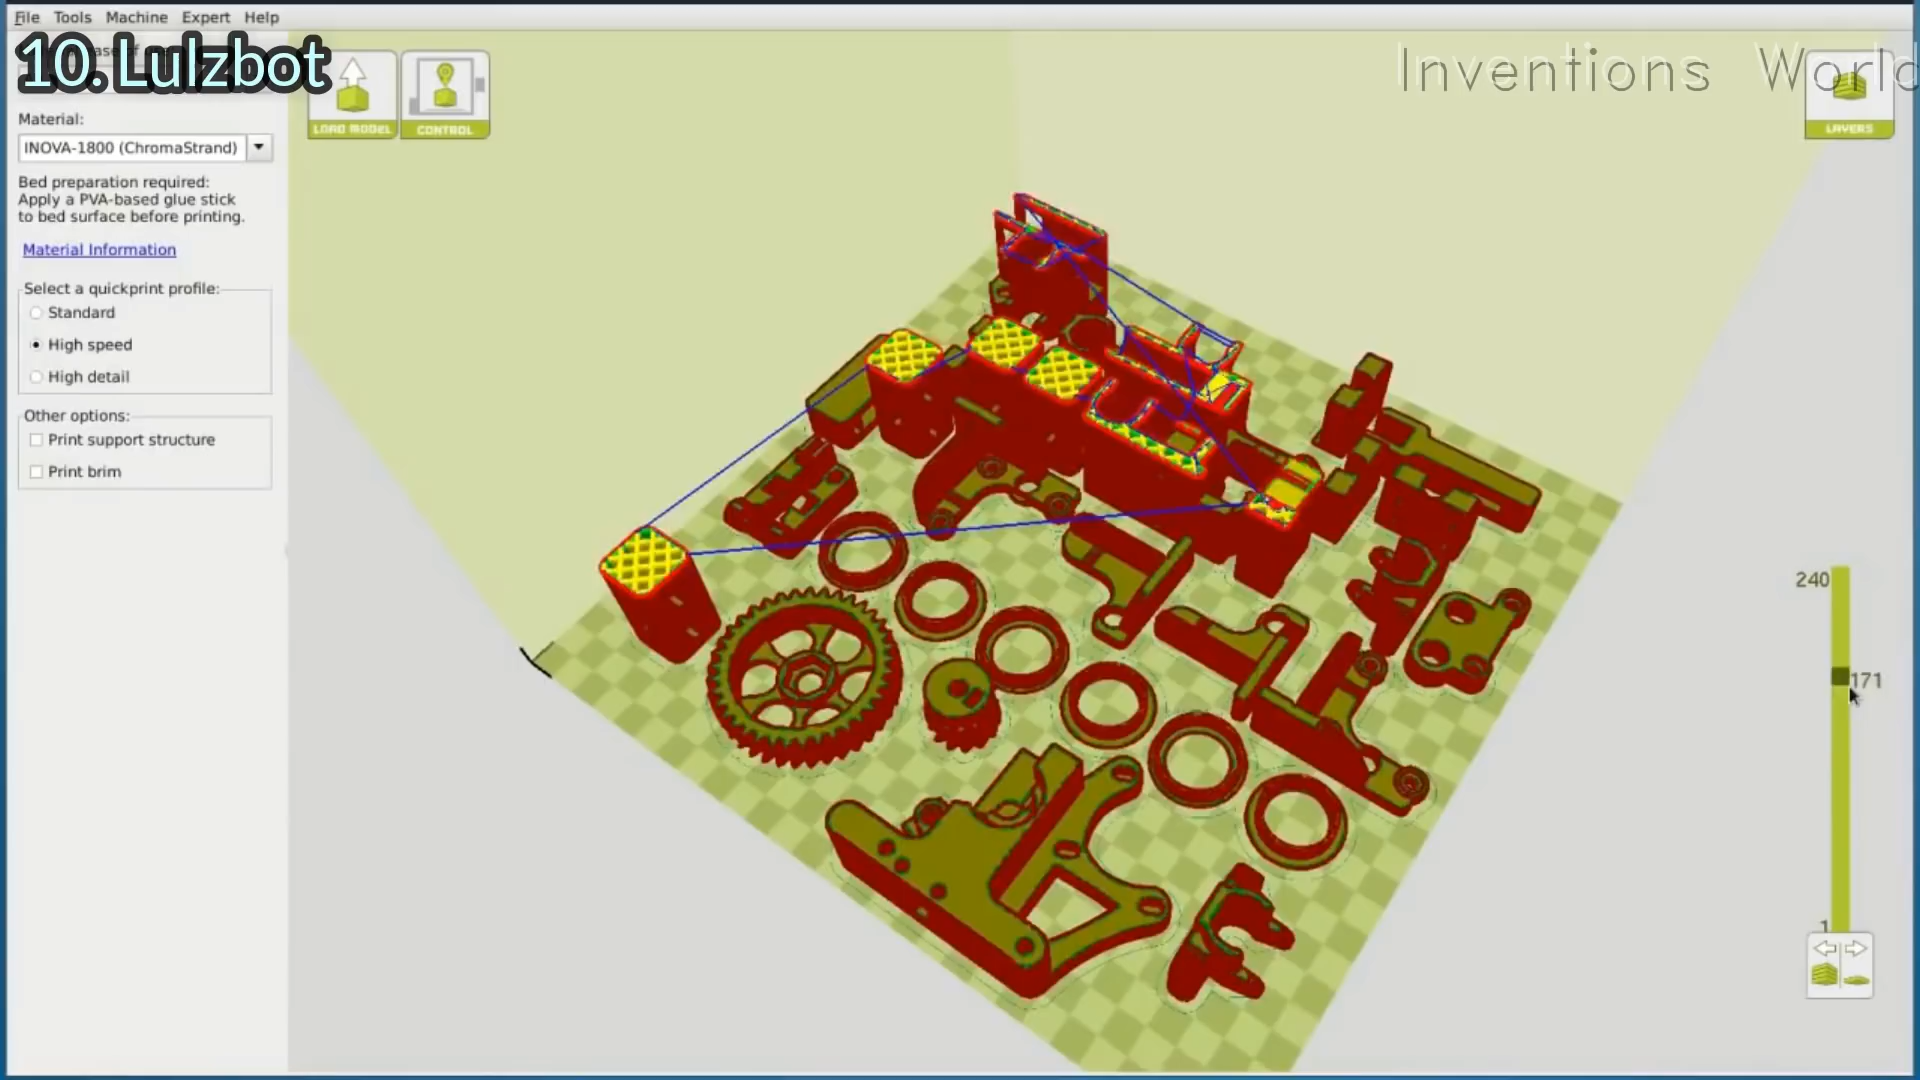 File Tools Machine Expert Help
10. Lulzbot
Inventions World
LOAD MODEL
CONTROL
LAYERS
Material:
INOVA-1800 (ChromaStrand)
Bed preparation required:
Apply a PVA-based glue stick
to bed surface before printing.
Material Information
Select a quickprint profile:
Standard
High speed
High detail
Other options:
Print support structure
Print brim
240
171
1